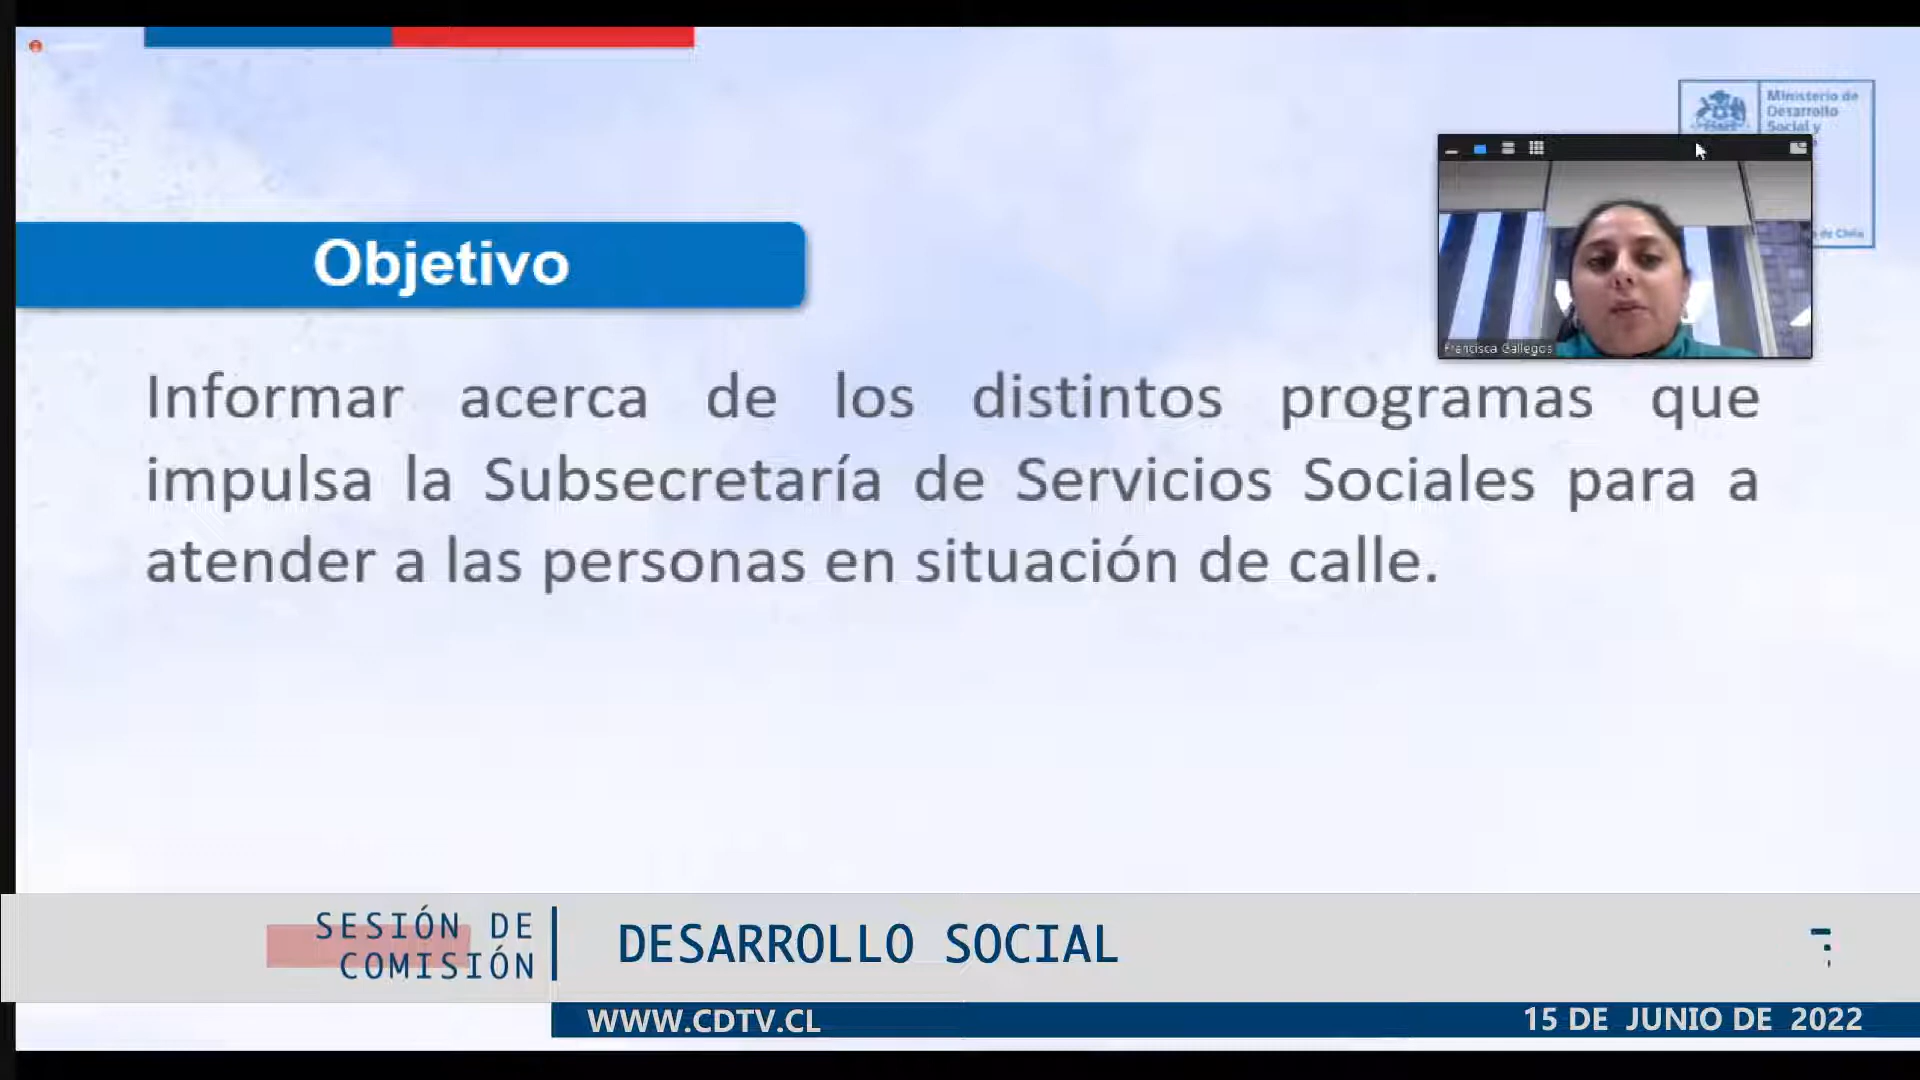 Ministerio de
Desarrollo
Social y
de Chile
Objetivo
Francisca Gallegos
Informar acerca de los distintos programas que
impulsa la Subsecretaría de Servicios Sociales para a
atender a las personas en situación de calle.
SESIÓN DE
COMISIÓN
DESARROLLO SOCIAL
WWW.CDTV.CL
15 DE JUNIO DE 2022